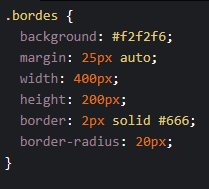 .bordes {
  background: #f2f2f6;
  margin: 25px auto;
  width: 400px;
  height: 200px;
  border: 2px solid #666;
  border-radius: 20px;
}